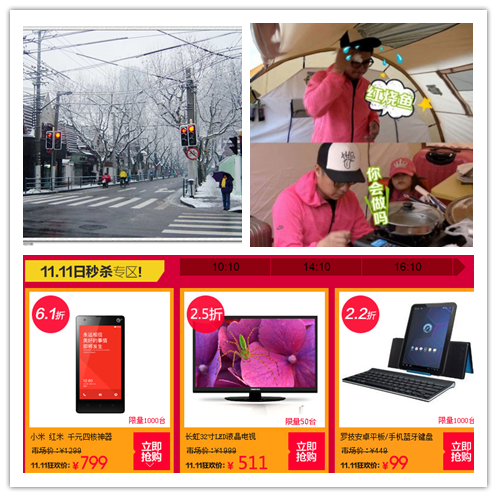 红烧鱼
你会做吗
11.11日秒杀专区!
10:10
14:10
16:10
6.1折
2.5折
2.2折
限量1000台
限量50台
限量1000台
小米 红米 千元四核神器
市场价:¥1299
11.11狂欢价: ¥ 799
立即
抢购
长虹32寸LED液晶电视
市场价:¥1999
11.11狂欢价: ¥ 511
立即
抢购
罗技安卓平板/手机蓝牙键盘
市场价:¥449
11.11狂欢价: ¥ 99
立即
抢购